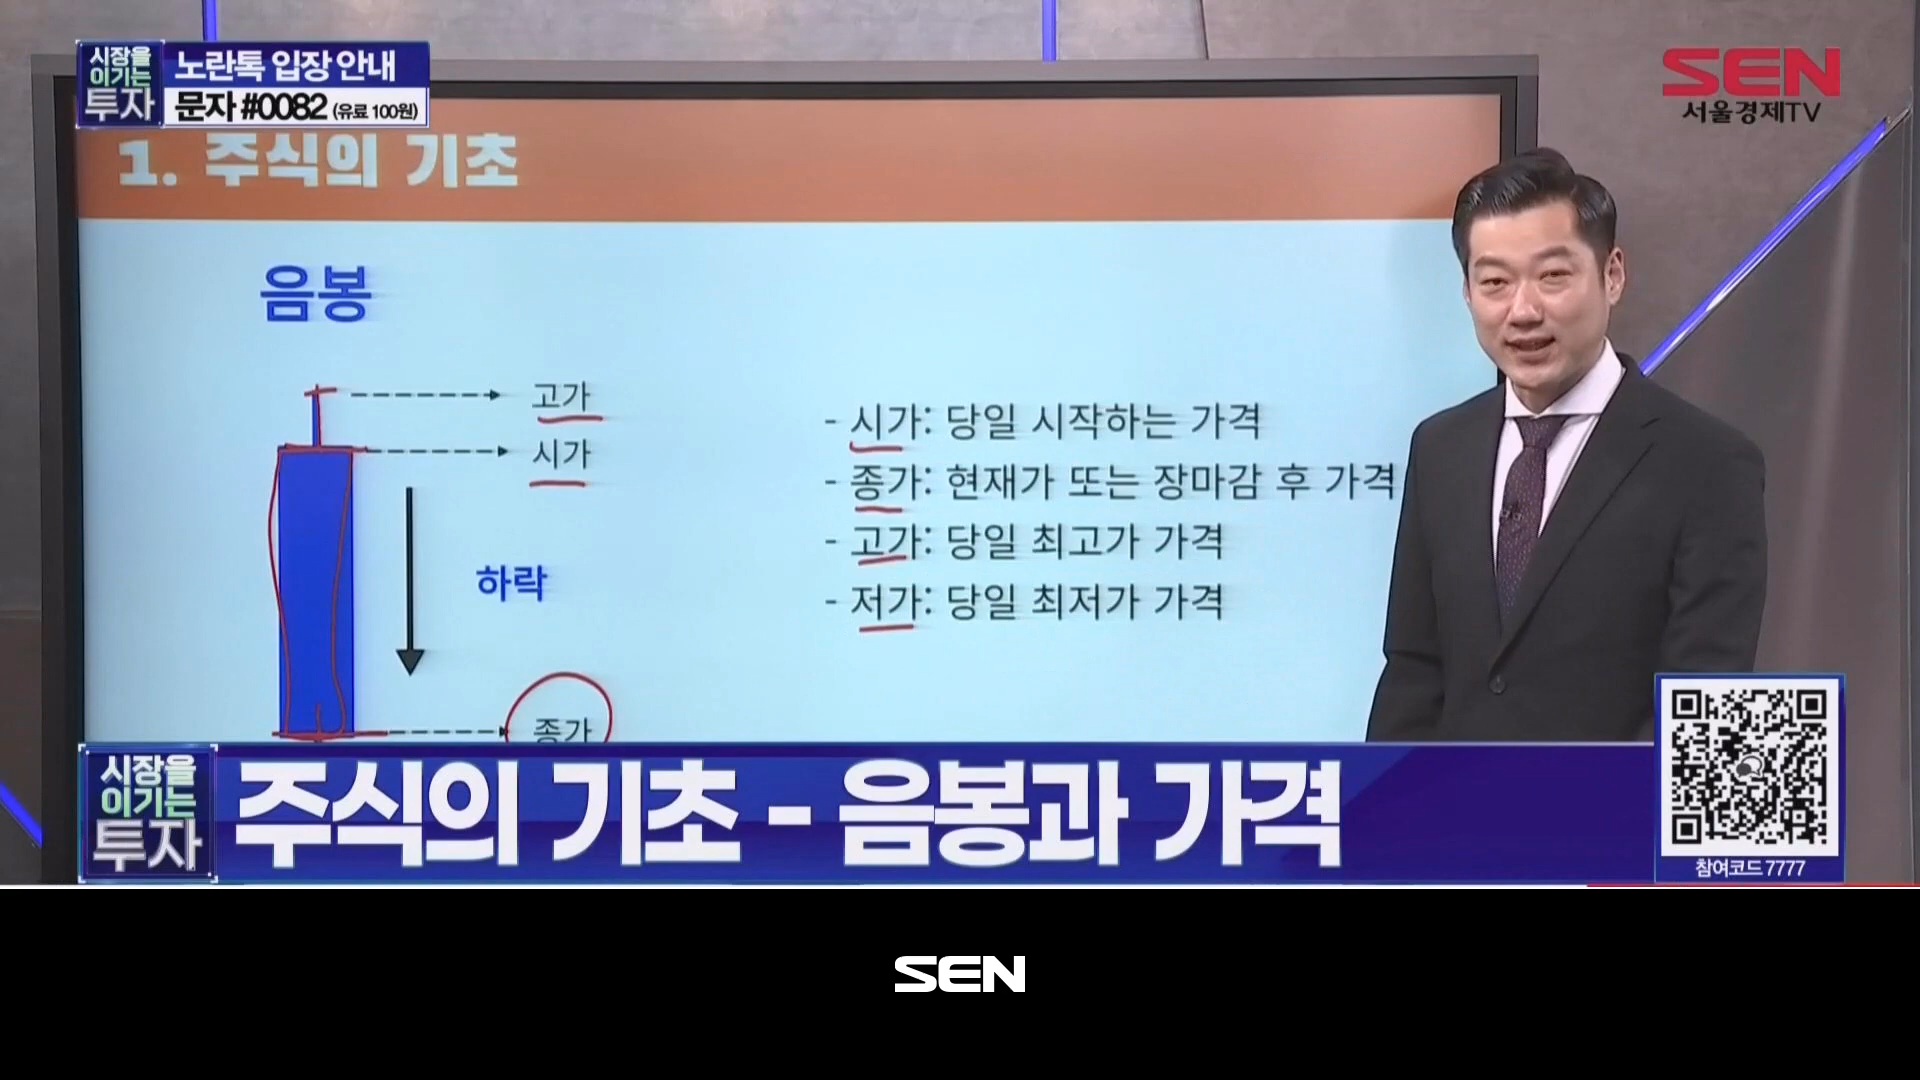 시장을
이기는
투자
노란톡 입장 안내
문자 #0082 (유료 100원)
SEN
서울경제TV
1. 주식의 기초
음봉
고가
시가
하락
종가
- 시가: 당일 시작하는 가격
- 종가: 현재가 또는 장마감 후 가격
- 고가: 당일 최고가 가격
- 저가: 당일 최저가 가격
시장을
이기는
투자
주식의 기초 - 음봉과 가격
참여코드 7777
SEN